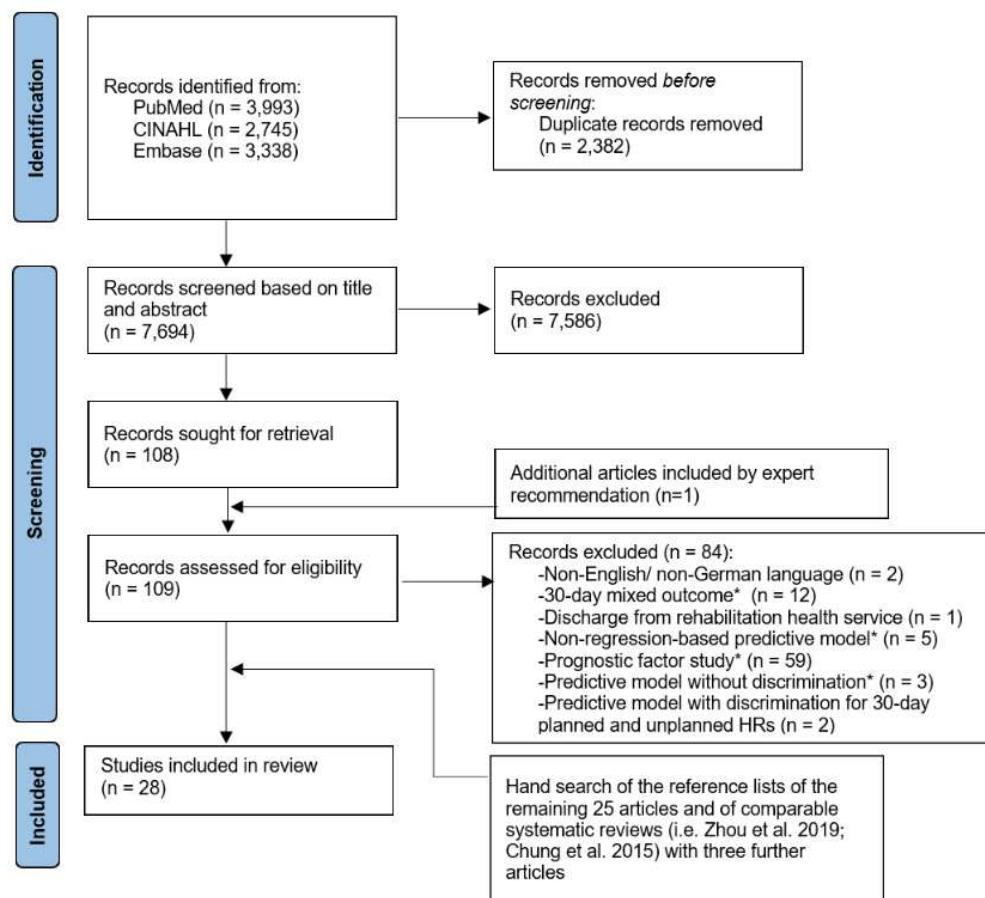 Identification
Records identified from:
PubMed (n = 3,993)
CINAHL (n = 2,745)
Embase (n = 3,338)
Records removed before
screening:
Duplicate records removed
(n = 2,382)
Screening
Records screened based on title
and abstract
(n = 7,694)
Records excluded
(n = 7,586)
Records sought for retrieval
(n = 108)
Additional articles included by expert
recommendation (n=1)
Records assessed for eligibility
(n = 109)
Records excluded (n = 84):
-Non-English/ non-German language (n = 2)
-30-day mixed outcome* (n = 12)
-Discharge from rehabilitation health service (n = 1)
-Non-regression-based predictive model* (n = 5)
-Prognostic factor study* (n = 59)
-Predictive model without discrimination* (n = 3)
-Predictive model with discrimination for 30-day
planned and unplanned HRs (n = 2)
Included
Studies included in review
(n = 28)
Hand search of the reference lists of the
remaining 25 articles and of comparable
systematic reviews (i.e. Zhou et al. 2019;
Chung et al. 2015) with three further
articles